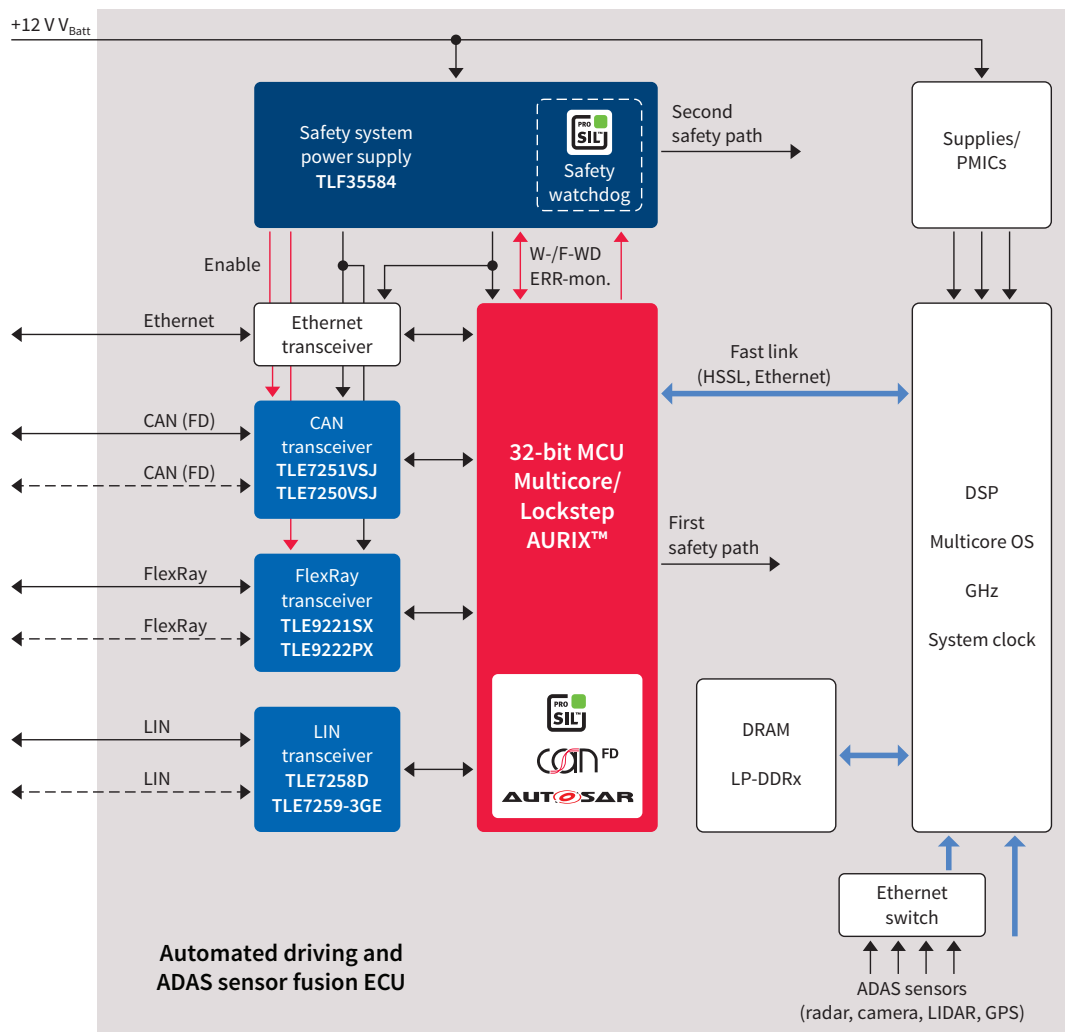 +12 V VBatt
Safety system
power supply
TLF35584
PRO
SIL™
Safety
watchdog
Second
safety path
Supplies/
PMICs
Enable
W-/F-WD
ERR-mon.
Ethernet
Ethernet
transceiver
Fast link
(HSSL, Ethernet)
CAN (FD)
CAN (FD)
CAN
transceiver
TLE7251VSJ
TLE7250VSJ
32-bit MCU
Multicore/
Lockstep
AURIX™
First
safety path
DSP
Multicore OS
GHz
System clock
FlexRay
FlexRay
FlexRay
transceiver
TLE9221SX
TLE9222PX
LIN
LIN
LIN
transceiver
TLE7258D
TLE7259-3GE
PRO
SIL™
CAN FD
AUTOSAR
DRAM
LP-DDRx
Ethernet
switch
Automated driving and
ADAS sensor fusion ECU
ADAS sensors
(radar, camera, LIDAR, GPS)